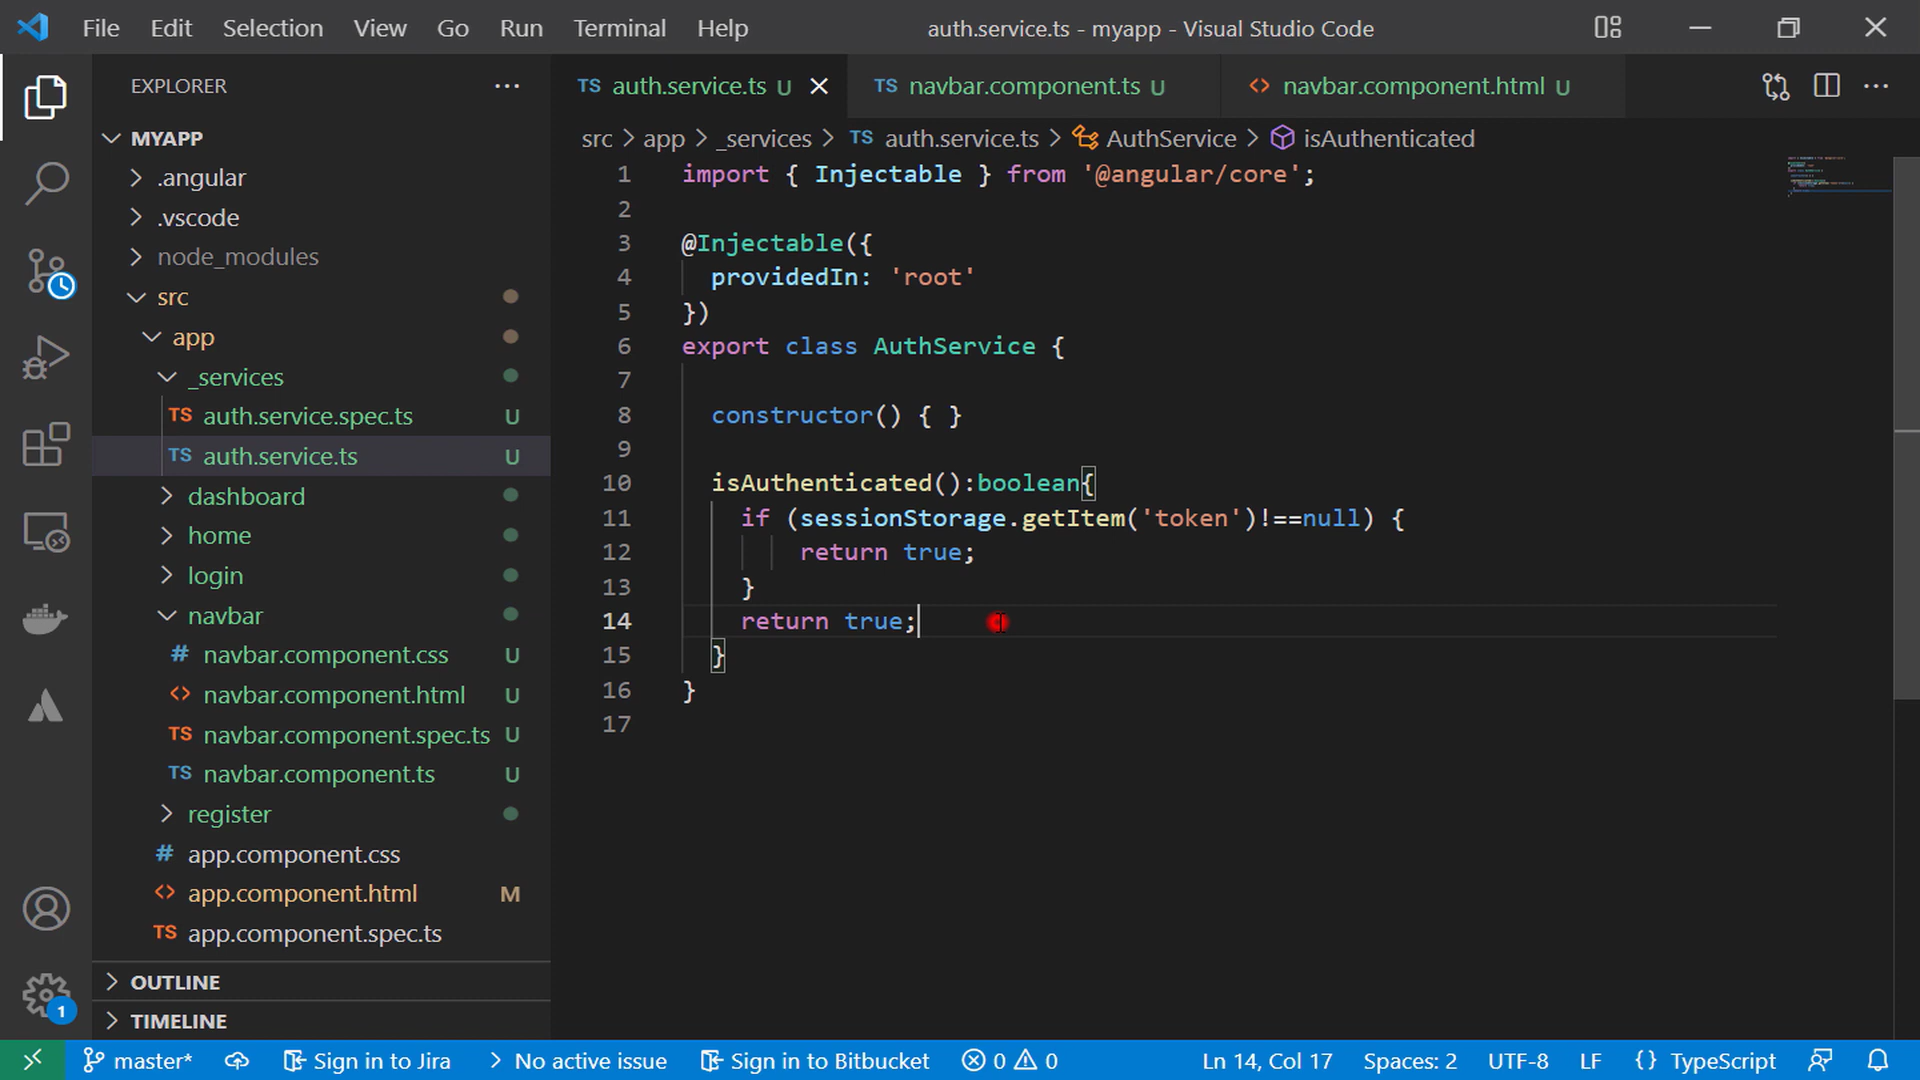 File Edit Selection View Go Run Terminal Help
auth.service.ts - myapp - Visual Studio Code
EXPLORER
MYAPP
.angular
.vscode
node_modules
src
app
_services
TS auth.service.spec.ts U
TS auth.service.ts U
dashboard
home
login
navbar
# navbar.component.css U
<> navbar.component.html U
TS navbar.component.spec.ts U
TS navbar.component.ts U
register
# app.component.css
<> app.component.html M
TS app.component.spec.ts
OUTLINE
TIMELINE
1
TS auth.service.ts U
TS navbar.component.ts U
<> navbar.component.html U
src > app > _services > TS auth.service.ts > AuthService > isAuthenticated
1 import { Injectable } from '@angular/core';
2
3 @Injectable({
4 providedIn: 'root'
5 })
6 export class AuthService {
7
8 constructor() { }
9
10 isAuthenticated():boolean{
11 if (sessionStorage.getItem('token')!==null) {
12 return true;
13 }
14 return true;
15 }
16 }
17
master* Sign in to Jira > No active issue Sign in to Bitbucket 0 0 Ln 14, Col 17 Spaces: 2 UTF-8 LF {} TypeScript